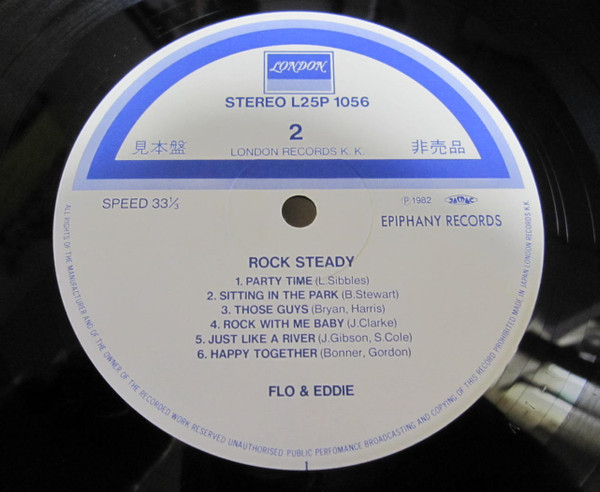 LONDON
STEREO L25P 1056
2
見本盤
非売品
LONDON RECORDS K.K.
SPEED 33⅓
Ⓟ 1982 JASRAC
EPIPHANY RECORDS
ROCK STEADY
1. PARTY TIME (L.Sibbles)
2. SITTING IN THE PARK (B.Stewart)
3. THOSE GUYS (Bryan, Harris)
4. ROCK WITH ME BABY (J.Clarke)
5. JUST LIKE A RIVER (J.Gibson, S.Cole)
6. HAPPY TOGETHER (Bonner, Gordon)
FLO & EDDIE
ALL RIGHTS OF THE MANUFACTURER AND OF THE OWNER OF THE RECORDED WORK RESERVED UNAUTHORISED PUBLIC PERFOMANCE BROADCASTING AND COPYING OF THIS RECORD PROHIBITED MADE IN JAPAN LONDON RECORDS K.K.